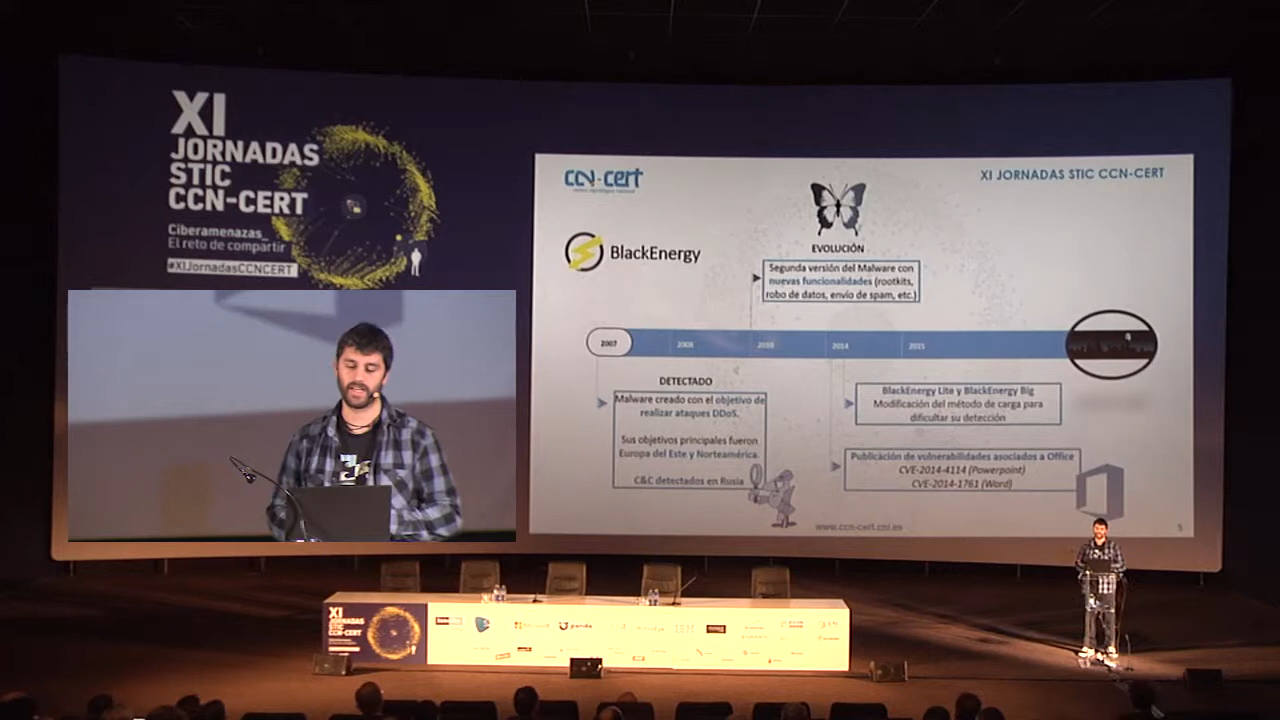 XI
JORNADAS
STIC
CCN-CERT
Ciberamenazas_
El reto de compartir
#XIJornadasCCNCERT
ccn-cert
XI JORNADAS STIC CCN-CERT
BlackEnergy
EVOLUCIÓN
Segunda versión del Malware con
nuevas funcionalidades (rootkits,
robo de datos, envío de spam, etc.)
2007
2008
2014
2015
DETECTADO
Malware creado con el objetivo de
realizar ataques DDoS.
Sus objetivos principales fueron
Europa del Este y Norteamérica.
C&C detectados en Rusia
BlackEnergy Lite y BlackEnergy Big
Modificación del método de carga para
dificultar su detección
Publicación de vulnerabilidades asociados a Office
CVE-2014-4114 (Powerpoint)
CVE-2014-1761 (Word)
www.ccn-cert.cni.es
5
XI
JORNADAS
STIC
CCN-CERT
Microsoft
panda
IBM